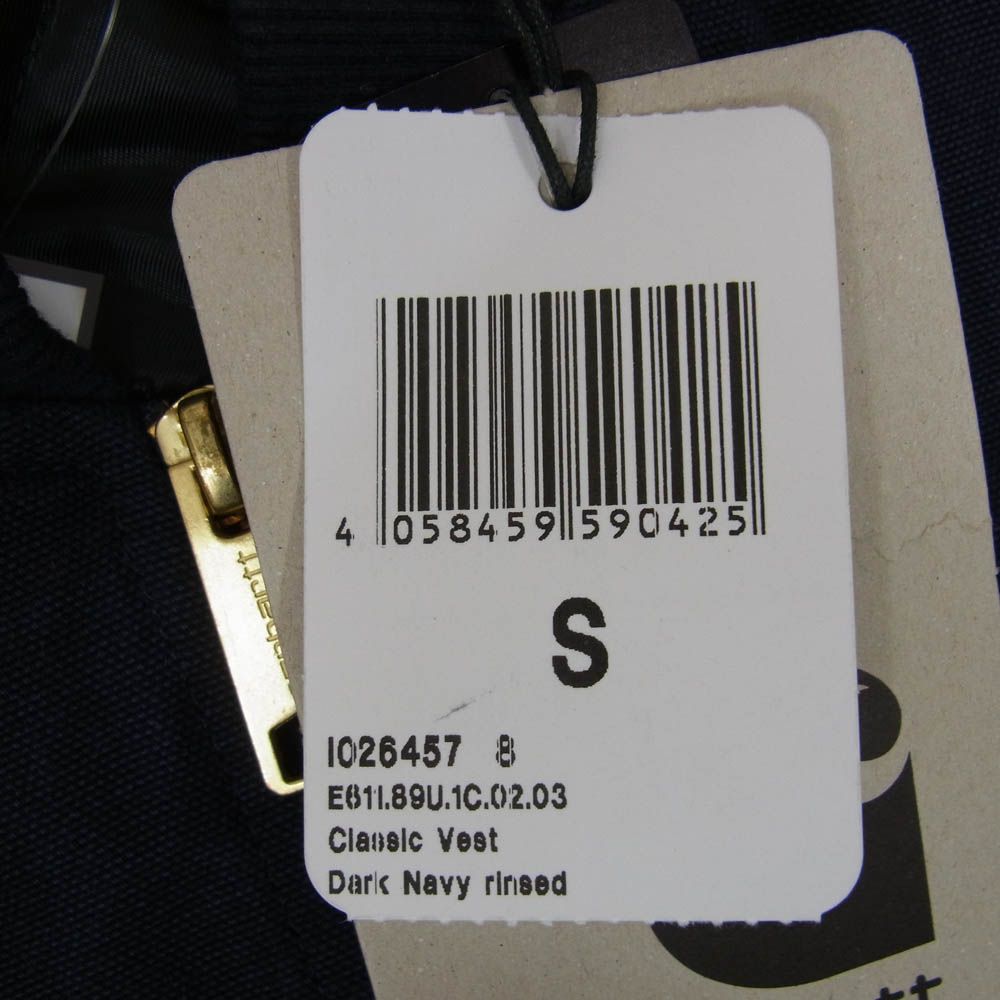 4 058459 590425
S
I026457 8
E611.89U.1C.02.03
Classic Vest
Dark Navy rinsed